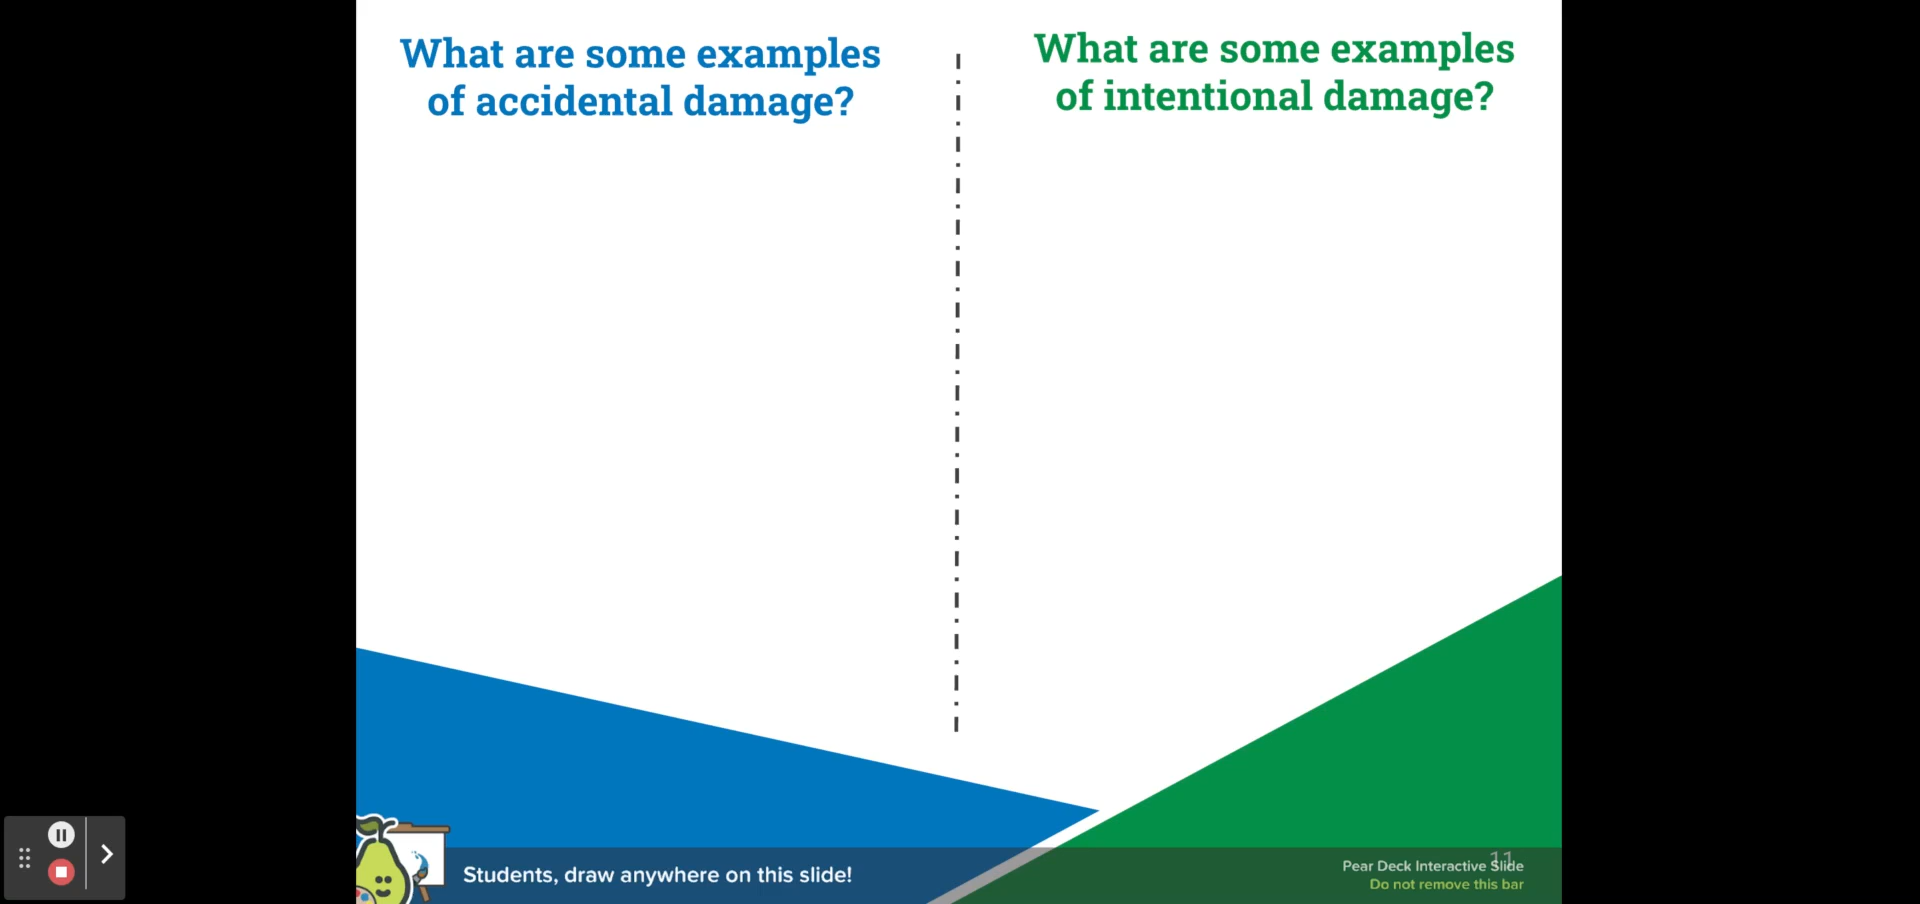 What are some examples
of accidental damage?
What are some examples
of intentional damage?
Students, draw anywhere on this slide!
11
Pear Deck Interactive Slide
Do not remove this bar